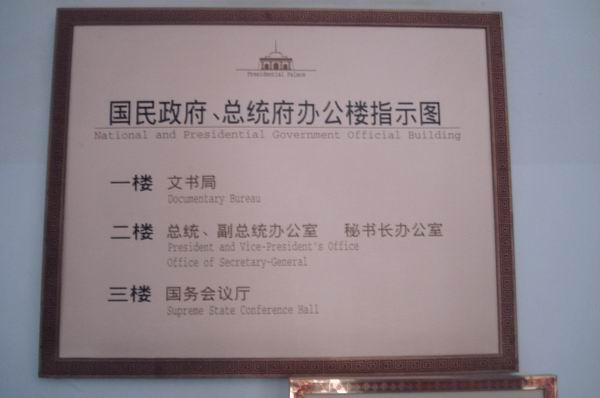 Presidential Palace
国民政府、总统府办公楼指示图
National and Presidential Government Official Building
一楼 文书局
Documentary Bureau
二楼 总统、副总统办公室 秘书长办公室
President and Vice-President's Office
Office of Secretary-General
三楼 国务会议厅
Supreme State Conference Hall